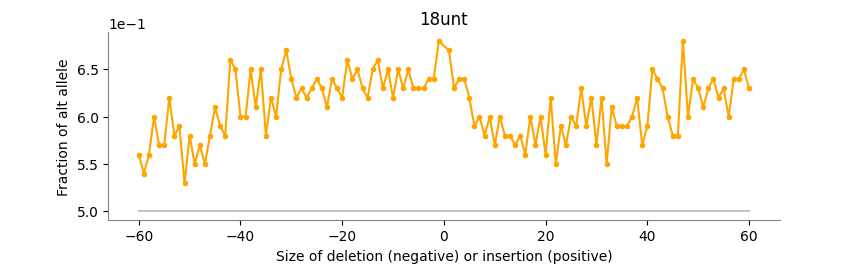 18unt
1e−1
6.5
6.0
5.5
5.0
Fraction of alt allele
−60 −40 −20 0 20 40 60
Size of deletion (negative) or insertion (positive)